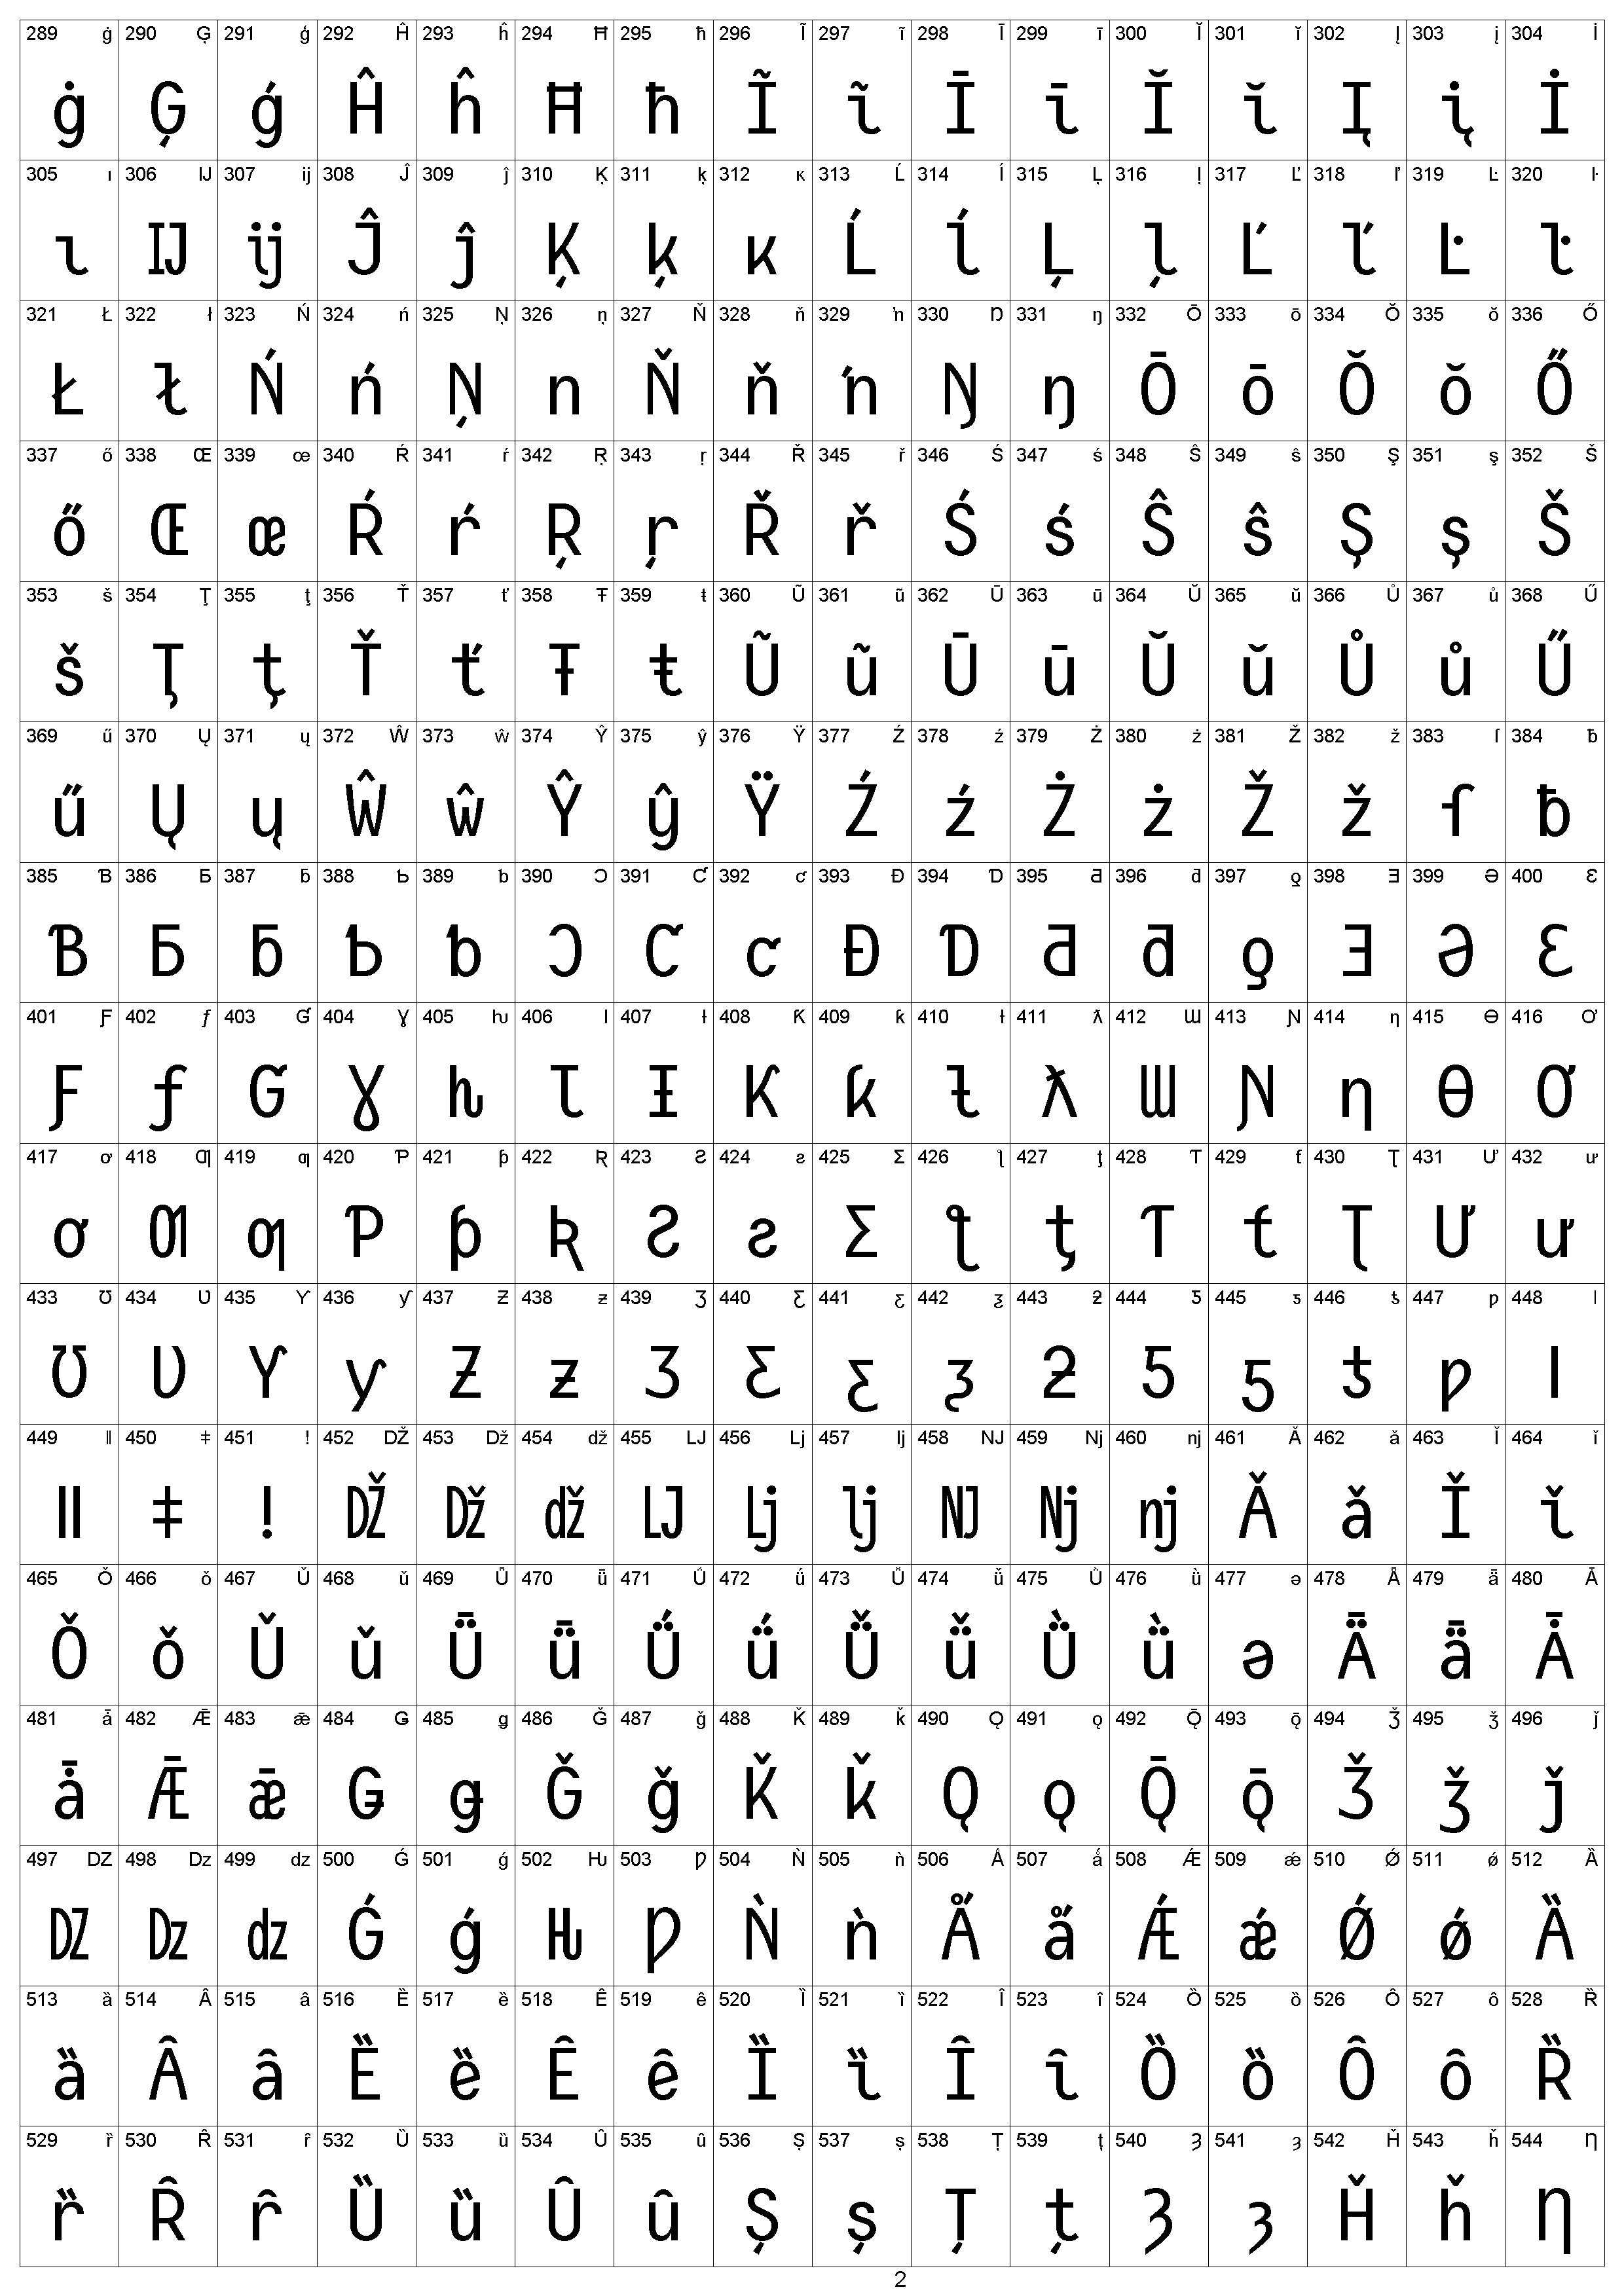 289 ġ 290 Ģ 291 ģ 292 Ĥ 293 ĥ 294 Ħ 295 ħ 296 Ĩ 297 ĩ 298 Ī 299 ī 300 Ĭ 301 ĭ 302 Į 303 į 304 İ
ġ Ģ ģ Ĥ ĥ Ħ ħ Ĩ ĩ Ī ī Ĭ ĭ Į į İ
305 ı 306 Ĳ 307 ĳ 308 Ĵ 309 ĵ 310 Ķ 311 ķ 312 ĸ 313 Ĺ 314 ĺ 315 Ļ 316 ļ 317 Ľ 318 ľ 319 Ŀ 320 ŀ
ı Ĳ ĳ Ĵ ĵ Ķ ķ ĸ Ĺ ĺ Ļ ļ Ľ ľ Ŀ ŀ
321 Ł 322 ł 323 Ń 324 ń 325 Ņ 326 ņ 327 Ň 328 ň 329 ŉ 330 Ŋ 331 ŋ 332 Ō 333 ō 334 Ŏ 335 ŏ 336 Ő
Ł ł Ń ń Ņ n Ň ň ŉ Ŋ ŋ Ō ō Ŏ ŏ Ő
337 ő 338 Œ 339 œ 340 Ŕ 341 ŕ 342 Ŗ 343 ŗ 344 Ř 345 ř 346 Ś 347 ś 348 Ŝ 349 ŝ 350 Ş 351 ş 352 Š
ő Œ œ Ŕ ŕ Ŗ ŗ Ř ř Ś ś Ŝ ŝ Ş ş Š
353 š 354 Ţ 355 ţ 356 Ť 357 ť 358 Ŧ 359 ŧ 360 Ũ 361 ũ 362 Ū 363 ū 364 Ŭ 365 ŭ 366 Ů 367 ů 368 Ű
š Ţ ţ Ť ť Ŧ ŧ Ũ ũ Ū ū Ŭ ŭ Ů ů Ű
369 ű 370 Ų 371 ų 372 Ŵ 373 ŵ 374 Ŷ 375 ŷ 376 Ÿ 377 Ź 378 ź 379 Ż 380 ż 381 Ž 382 ž 383 ſ 384 ƀ
ű Ų ų Ŵ ŵ Ŷ ŷ Ÿ Ź ź Ż ż Ž ž ſ ƀ
385 Ɓ 386 Ƃ 387 ƃ 388 Ƅ 389 ƅ 390 Ɔ 391 Ƈ 392 ƈ 393 Ɖ 394 Ɗ 395 Ƌ 396 ƌ 397 ƍ 398 Ǝ 399 Ə 400 Ɛ
Ɓ Ƃ ƃ Ƅ ƅ Ɔ Ƈ ƈ Ɖ Ɗ Ƌ ƌ ƍ Ǝ Ə Ɛ
401 Ƒ 402 ƒ 403 Ɠ 404 Ɣ 405 ƕ 406 Ɩ 407 Ɨ 408 Ƙ 409 ƙ 410 ƚ 411 ƛ 412 Ɯ 413 Ɲ 414 ƞ 415 Ɵ 416 Ơ
Ƒ ƒ Ɠ Ɣ ƕ Ɩ Ɨ Ƙ ƙ ƚ ƛ Ɯ Ɲ ƞ Ɵ Ơ
417 ơ 418 Ƣ 419 ƣ 420 Ƥ 421 ƥ 422 Ʀ 423 Ƨ 424 ƨ 425 Ʃ 426 ƪ 427 ƫ 428 Ƭ 429 ƭ 430 Ʈ 431 Ư 432 ư
ơ Ƣ ƣ Ƥ ƥ Ʀ Ƨ ƨ Ʃ ƪ ƫ Ƭ ƭ Ʈ Ư ư
433 Ʊ 434 Ʋ 435 Ƴ 436 ƴ 437 Ƶ 438 ƶ 439 Ʒ 440 Ƹ 441 ƹ 442 ƺ 443 ƻ 444 Ƽ 445 ƽ 446 ƾ 447 ƿ 448 ǀ
Ʊ Ʋ Ƴ ƴ Ƶ ƶ Ʒ Ƹ ƹ ƺ ƻ Ƽ ƽ ƾ ƿ ǀ
449 ǁ 450 ǂ 451 ǃ 452 Ǆ 453 ǅ 454 ǆ 455 Ǉ 456 ǈ 457 ǉ 458 Ǌ 459 ǋ 460 ǌ 461 Ǎ 462 ǎ 463 Ǐ 464 ǐ
ǁ ǂ ǃ Ǆ ǅ ǆ Ǉ ǈ ǉ Ǌ ǋ ǌ Ǎ ǎ Ǐ ǐ
465 Ǒ 466 ǒ 467 Ǔ 468 ǔ 469 Ǖ 470 ǖ 471 Ǘ 472 ǘ 473 Ǚ 474 ǚ 475 Ǜ 476 ǜ 477 ǝ 478 Ǟ 479 ǟ 480 Ǡ
Ǒ ǒ Ǔ ǔ Ǖ ǖ Ǘ ǘ Ǚ ǚ Ǜ ǜ ǝ Ǟ ǟ Ǡ
481 ǡ 482 Ǣ 483 ǣ 484 Ǥ 485 ǥ 486 Ǧ 487 ǧ 488 Ǩ 489 ǩ 490 Ǫ 491 ǫ 492 Ǭ 493 ǭ 494 Ǯ 495 ǯ 496 ǰ
ǡ Ǣ ǣ Ǥ ǥ Ǧ ǧ Ǩ ǩ Ǫ ǫ Ǭ ǭ Ǯ ǯ ǰ
497 Ǳ 498 ǲ 499 ǳ 500 Ǵ 501 ǵ 502 Ƕ 503 Ƿ 504 Ǹ 505 ǹ 506 Ǻ 507 ǻ 508 Ǽ 509 ǽ 510 Ǿ 511 ǿ 512 Ȁ
Ǳ ǲ ǳ Ǵ ǵ Ƕ Ƿ Ǹ ǹ Ǻ ǻ Ǽ ǽ Ǿ ǿ Ȁ
513 ȁ 514 Ȃ 515 ȃ 516 Ȅ 517 ȅ 518 Ȇ 519 ȇ 520 Ȉ 521 ȉ 522 Ȋ 523 ȋ 524 Ȍ 525 ȍ 526 Ȏ 527 ȏ 528 Ȑ
ȁ Ȃ ȃ Ȅ ȅ Ȇ ȇ Ȉ ȉ Ȋ ȋ Ȍ ȍ Ȏ ȏ Ȑ
529 ȑ 530 Ȓ 531 ȓ 532 Ȕ 533 ȕ 534 Ȗ 535 ȗ 536 Ș 537 ș 538 Ț 539 ț 540 Ȝ 541 ȝ 542 Ȟ 543 ȟ 544 Ƞ
ȑ Ȓ ȓ Ȕ ȕ Ȗ ȗ Ș ș Ț ț Ȝ ȝ Ȟ ȟ Ƞ
2